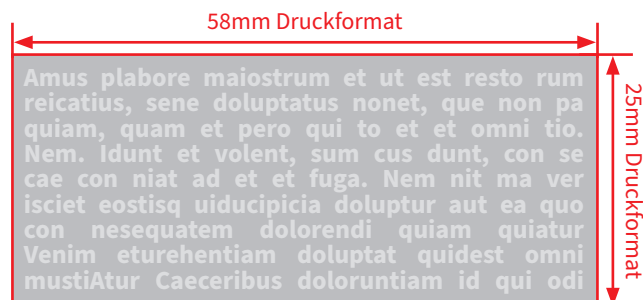 58mm Druckformat
Amus plabore maiostrum et ut est resto rum
reicatius, sene doluptatus nonet, que non pa
quiam, quam et pero qui to et et omni tio.
Nem. Idunt et volent, sum cus dunt, con se
cae con niat ad et et fuga. Nem nit ma ver
isciet eostisq uiducipicia doluptur aut ea quo
con nesequatem dolorendi quiam quiatur
Venim eturehentiam doluptat quidest omni
mustiAtur Caeceribus doloruntiam id qui odi
25mm Druckformat